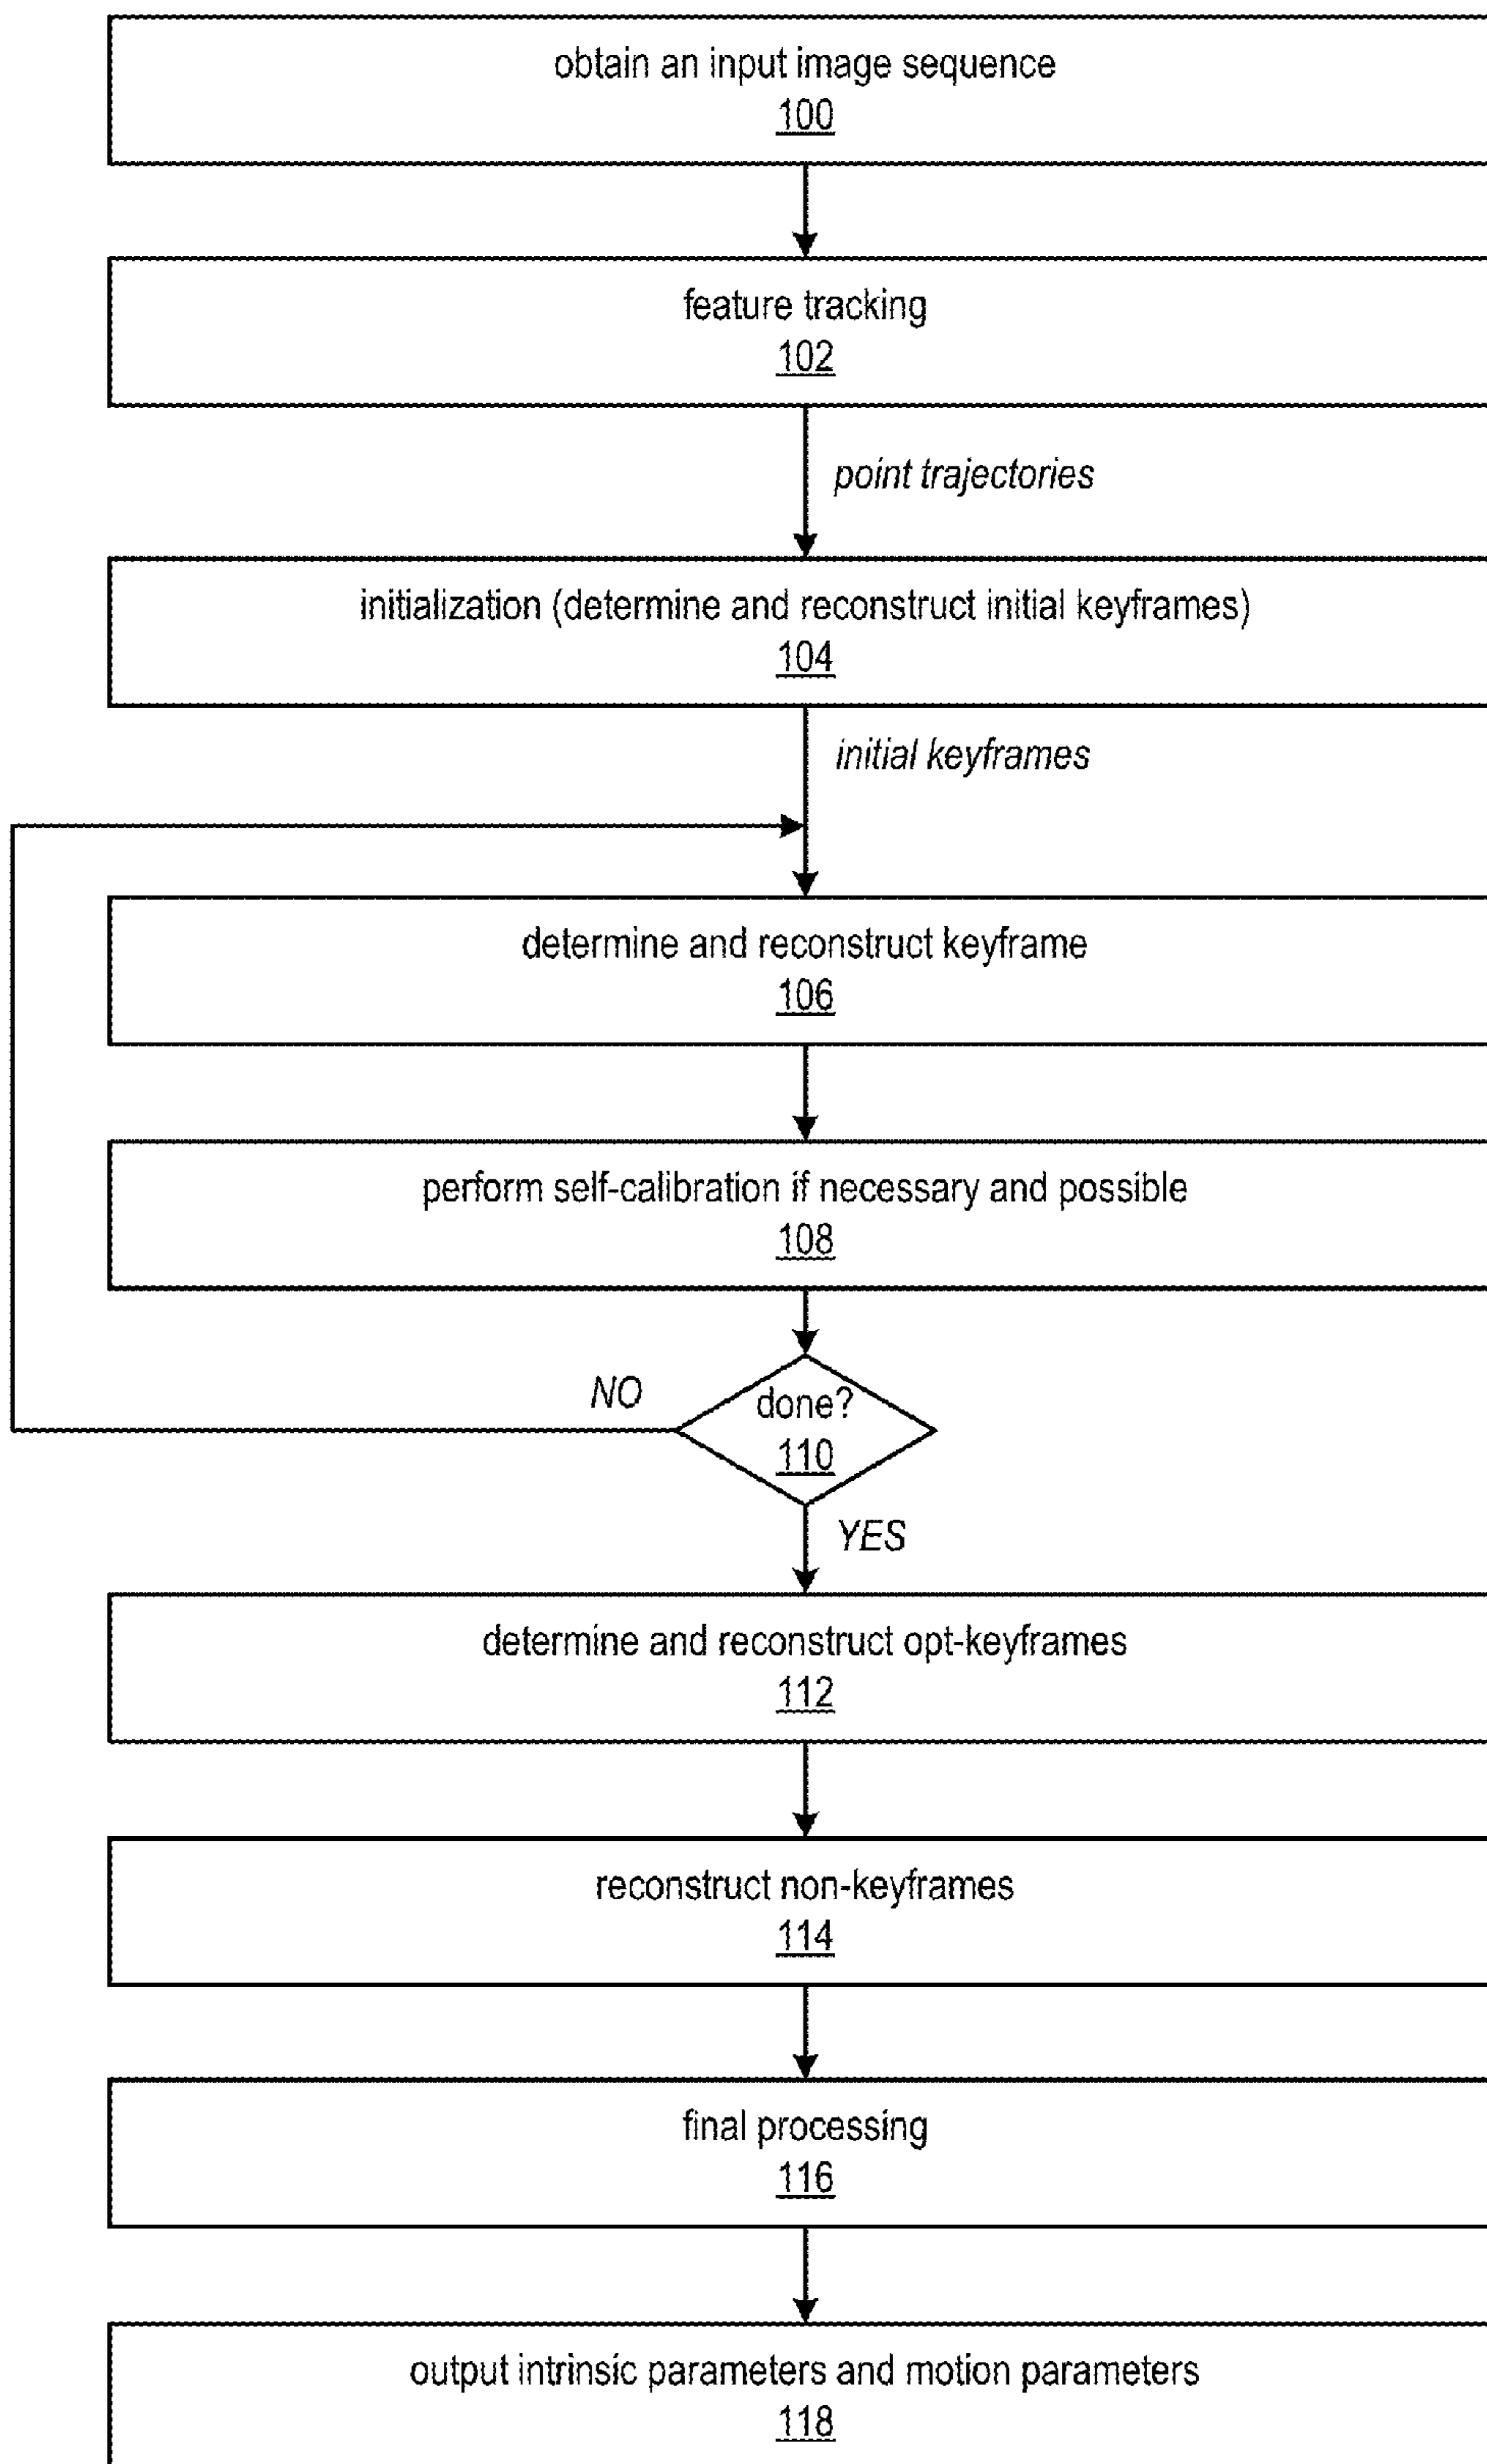 obtain an input image sequence
100
feature tracking
102
point trajectories
initialization (determine and reconstruct initial keyframes)
104
initial keyframes
determine and reconstruct keyframe
106
perform self-calibration if necessary and possible
108
NO
done?
110
YES
determine and reconstruct opt-keyframes
112
reconstruct non-keyframes
114
final processing
116
output intrinsic parameters and motion parameters
118